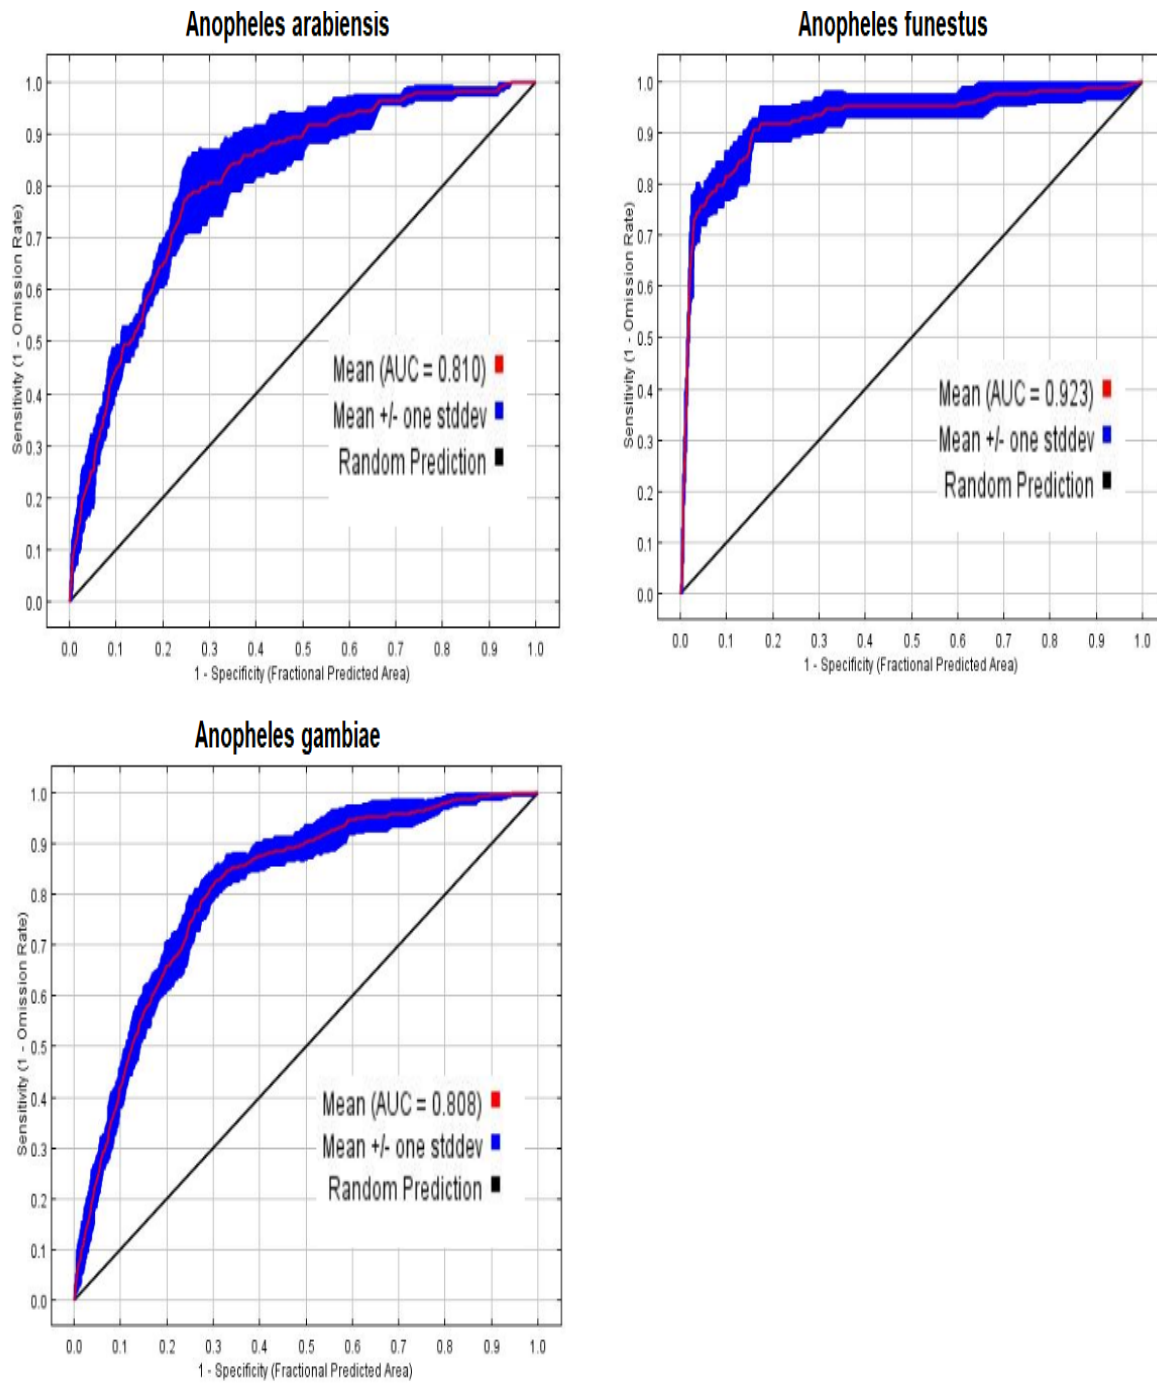 Anopheles arabiensis
1.0
0.9
0.8
0.7
0.6
0.5
0.4
0.3
0.2
0.1
0.0
Sensitivity (1 - Omission Rate)
Mean (AUC = 0.810)
Mean +/- one stddev
Random Prediction
0.0 0.1 0.2 0.3 0.4 0.5 0.6 0.7 0.8 0.9 1.0
1 - Specificity (Fractional Predicted Area)
Anopheles funestus
1.0
0.9
0.8
0.7
0.6
0.5
0.4
0.3
0.2
0.1
0.0
Sensitivity (1 - Omission Rate)
Mean (AUC = 0.923)
Mean +/- one stddev
Random Prediction
0.0 0.1 0.2 0.3 0.4 0.5 0.6 0.7 0.8 0.9 1.0
1 - Specificity (Fractional Predicted Area)
Anopheles gambiae
1.0
0.9
0.8
0.7
0.6
0.5
0.4
0.3
0.2
0.1
0.0
Sensitivity (1 - Omission Rate)
Mean (AUC = 0.808)
Mean +/- one stddev
Random Prediction
0.0 0.1 0.2 0.3 0.4 0.5 0.6 0.7 0.8 0.9 1.0
1 - Specificity (Fractional Predicted Area)